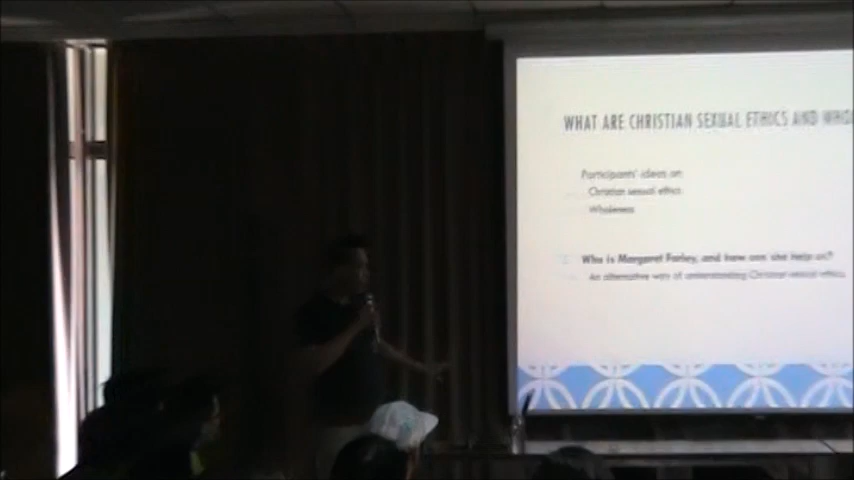 WHAT ARE CHRISTIAN SEXUAL ETHICS AND
Participants' ideas on
Christian sexual ethics
Wholeness
Who is Margaret Farley, and how can she help us?
An alternative way of understanding Christian sexual ethics